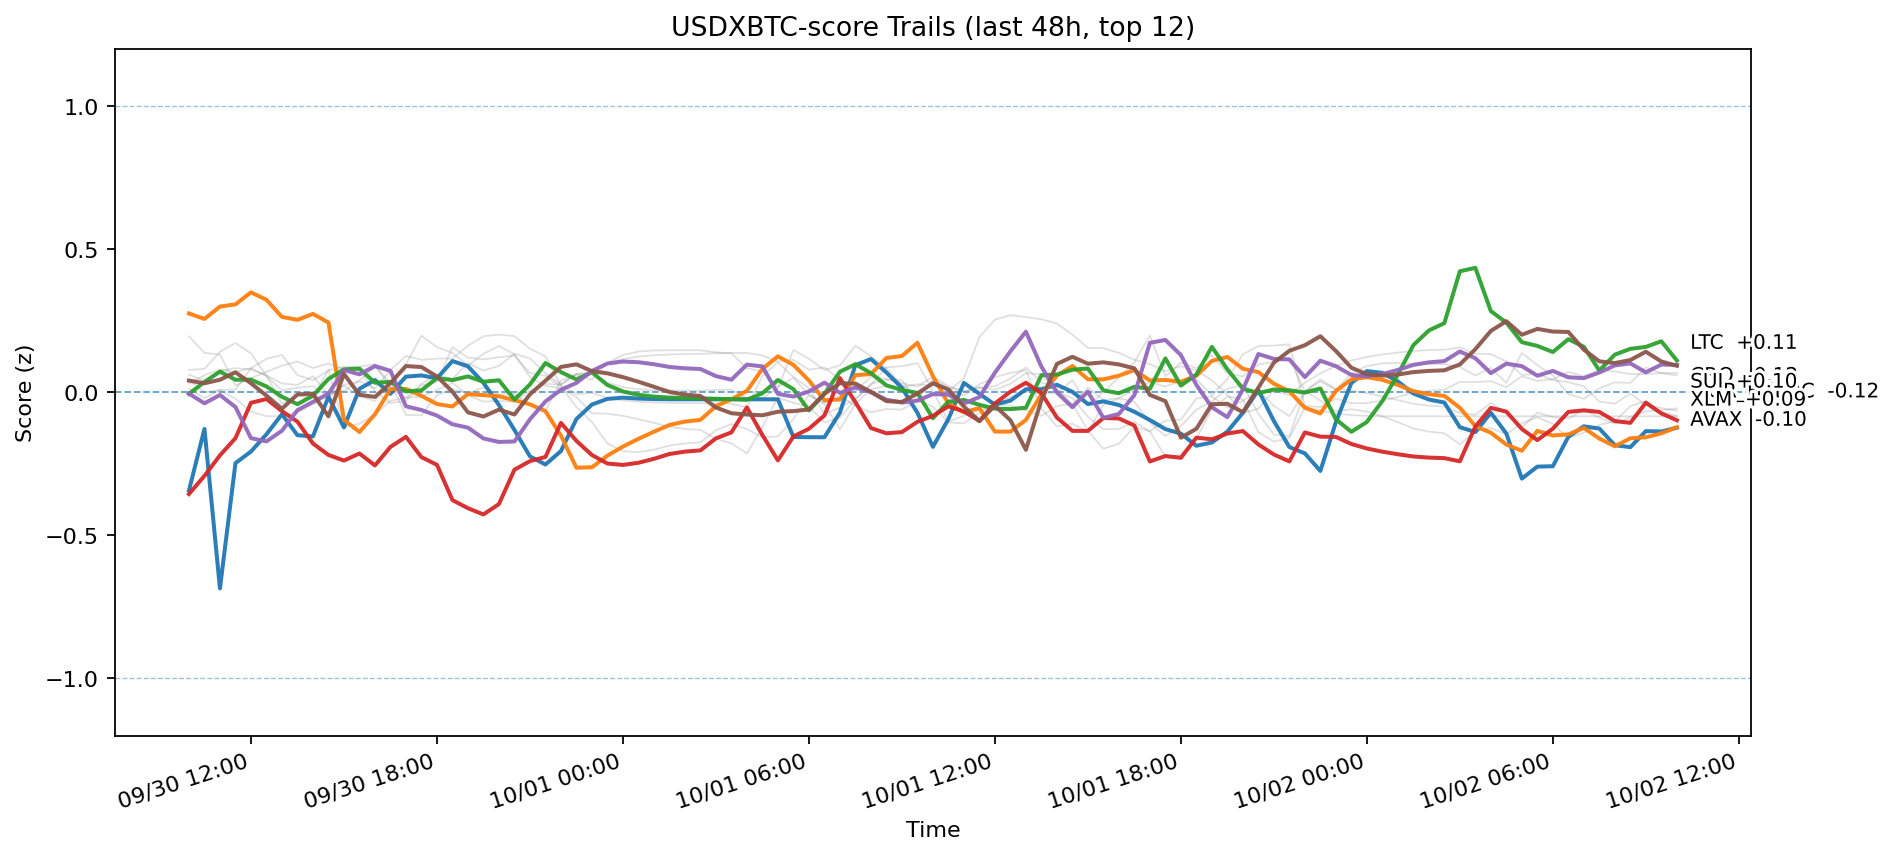 USDXBTC-score Trails (last 48h, top 12)
Score (z)
1.0
0.5
0.0
−0.5
−1.0
LTC +0.11
SUI +0.10
-0.12
XLM +0.09
AVAX -0.10
09/30 12:00
09/30 18:00
10/01 00:00
10/01 06:00
10/01 12:00
10/01 18:00
10/02 00:00
10/02 06:00
10/02 12:00
Time